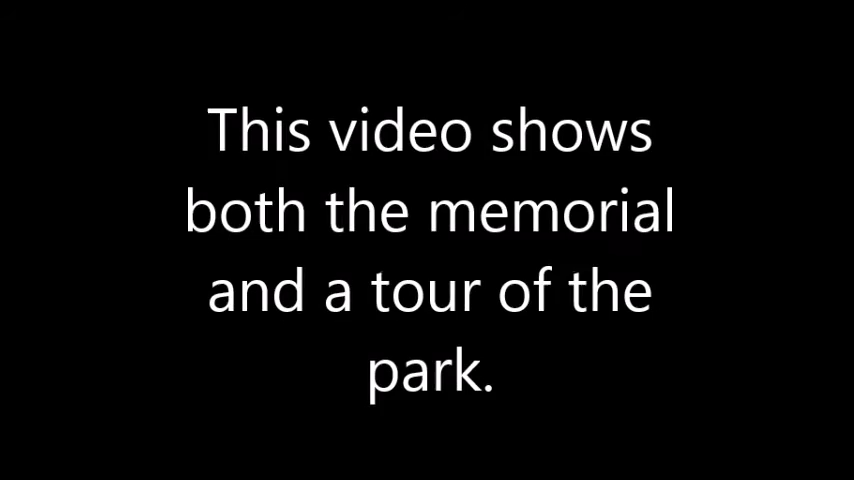 This video shows
both the memorial
and a tour of the
park.